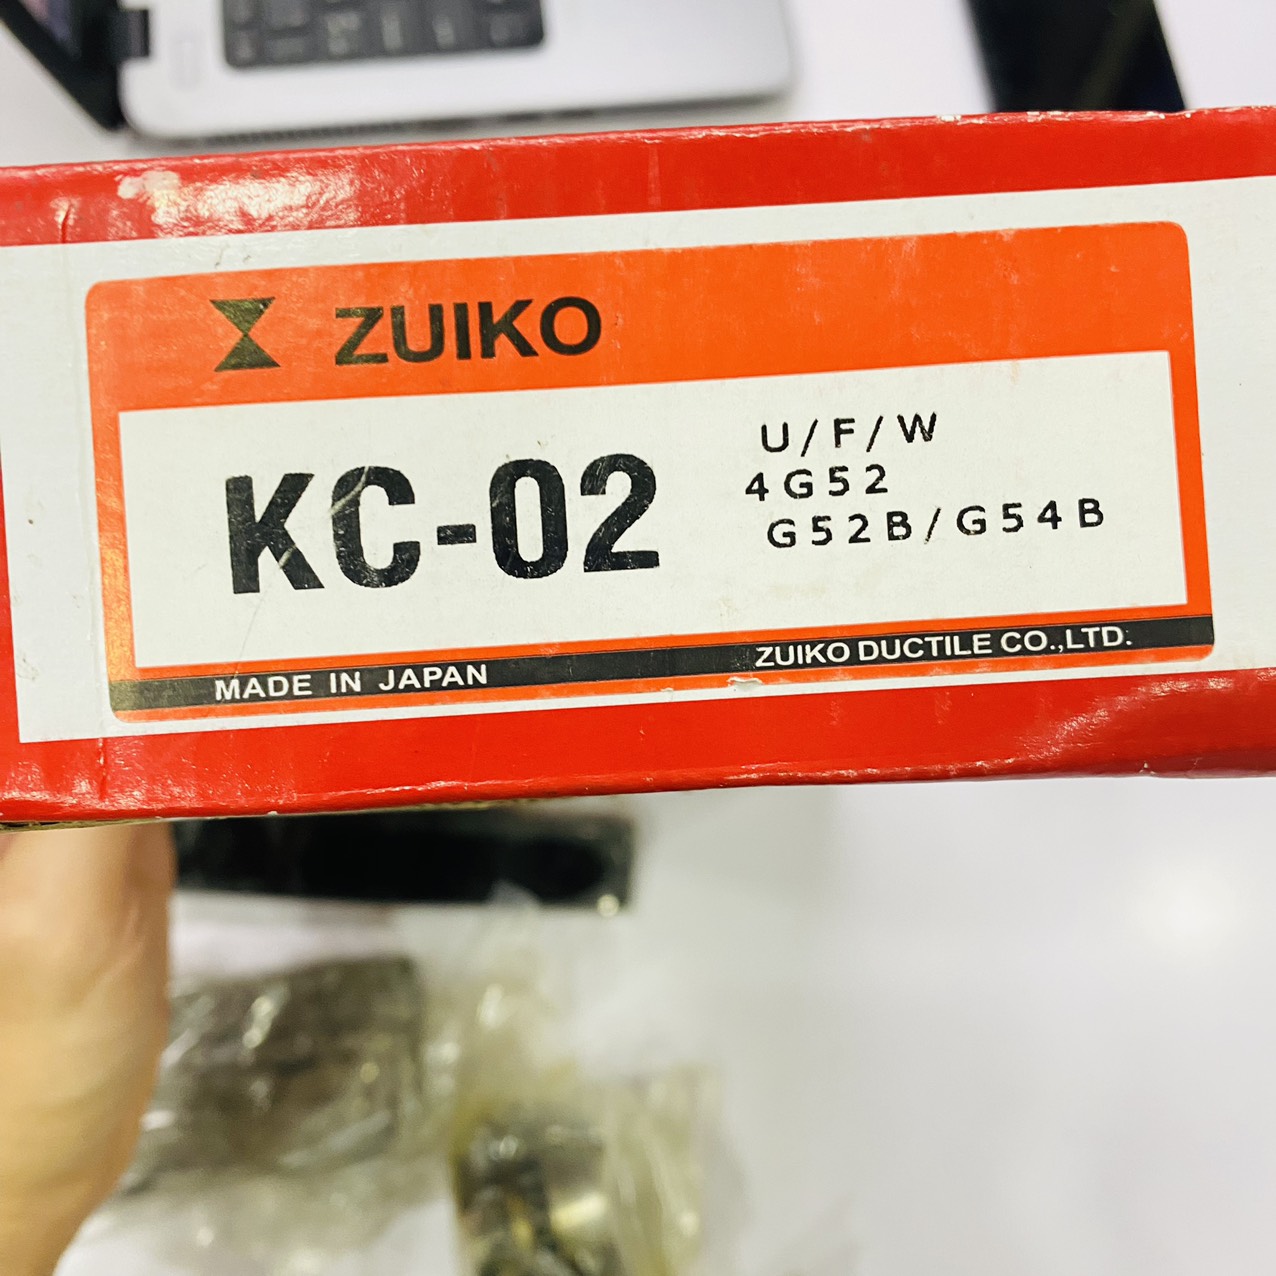 ZUIKO
KC-02
U/F/W
4G52
G52B/G54B
MADE IN JAPAN
ZUIKO DUCTILE CO.,LTD.